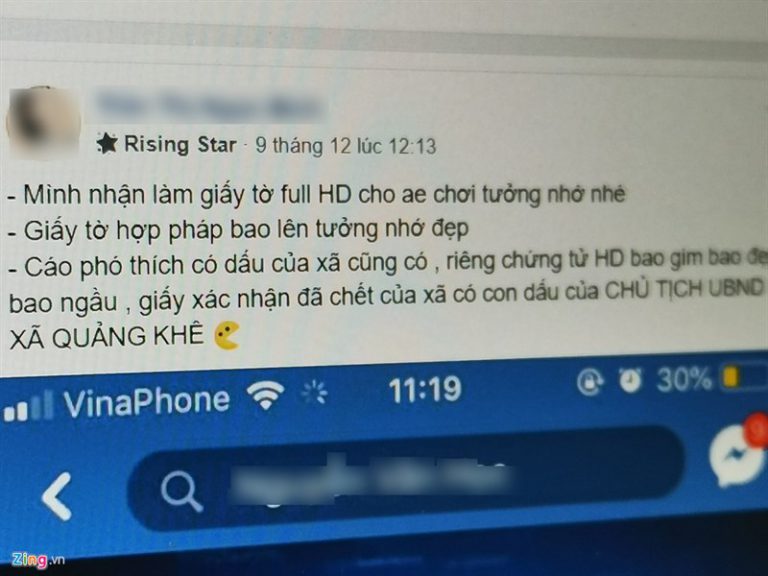 Rising Star · 9 tháng 12 lúc 12:13
- Mình nhận làm giấy tờ full HD cho ae chơi tưởng nhớ nhé
- Giấy tờ hợp pháp bao lên tưởng nhớ đẹp
- Cáo phó thích có dấu của xã cũng có , riêng chứng tử HD bao gim bao
bao ngầu , giấy xác nhận đã chết của xã có con dấu của CHỦ TỊCH UBND
XÃ QUẢNG KHÊ
VinaPhone 11:19 30%
9
Zing.vn